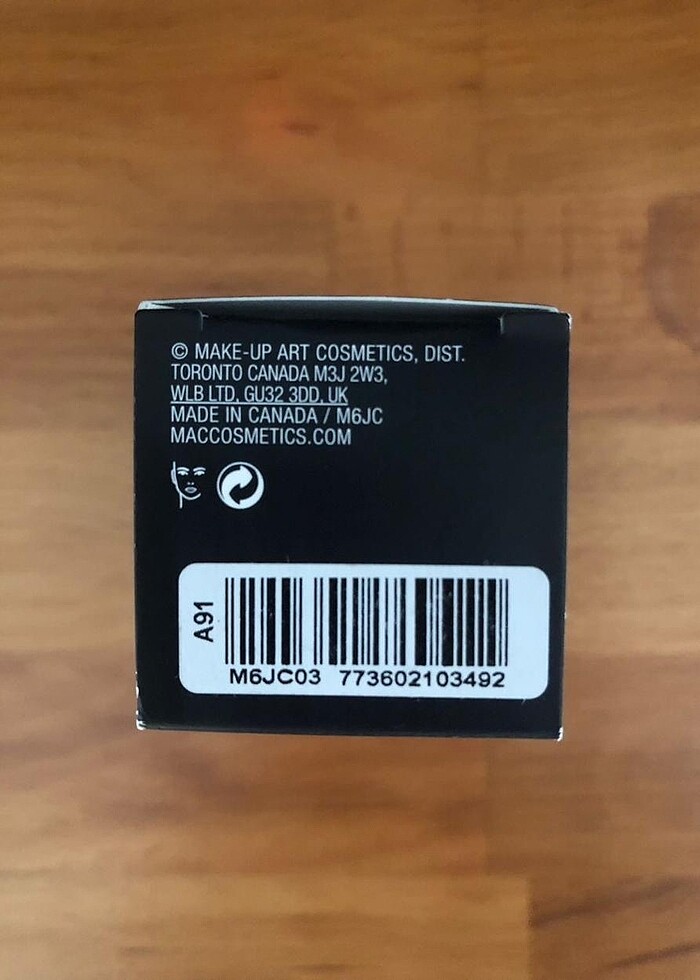 © MAKE-UP ART COSMETICS, DIST.
TORONTO CANADA M3J 2W3,
WLB LTD, GU32 3DD, UK
MADE IN CANADA / M6JC
MACCOSMETICS.COM
A91
M6JC03 773602103492